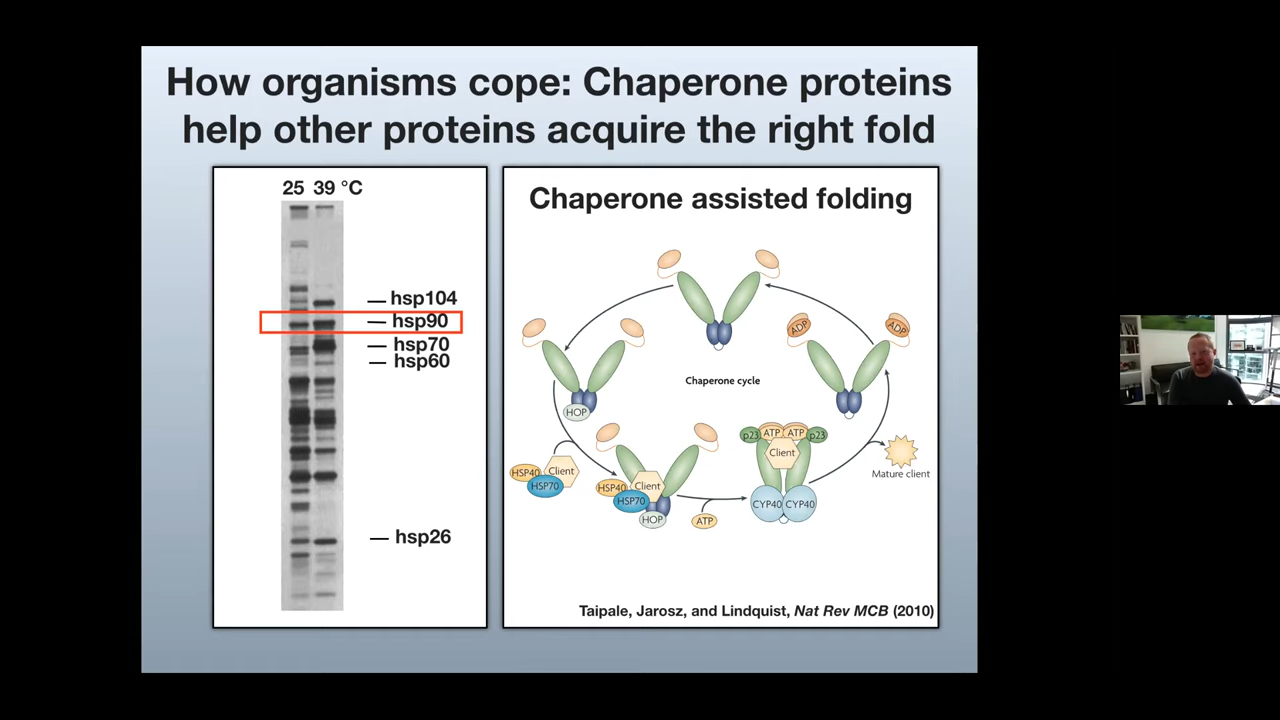 How organisms cope: Chaperone proteins
help other proteins acquire the right fold
25 39 °C
hsp104
hsp90
hsp70
hsp60
hsp26
Chaperone assisted folding
ADP
ADP
Chaperone cycle
HOP
HSP40
Client
HSP70
HSP40
Client
HSP70
HOP
ATP
p23
ATP
ATP
p23
Client
CYP40
CYP40
Mature client
Taipale, Jarosz, and Lindquist, Nat Rev MCB (2010)